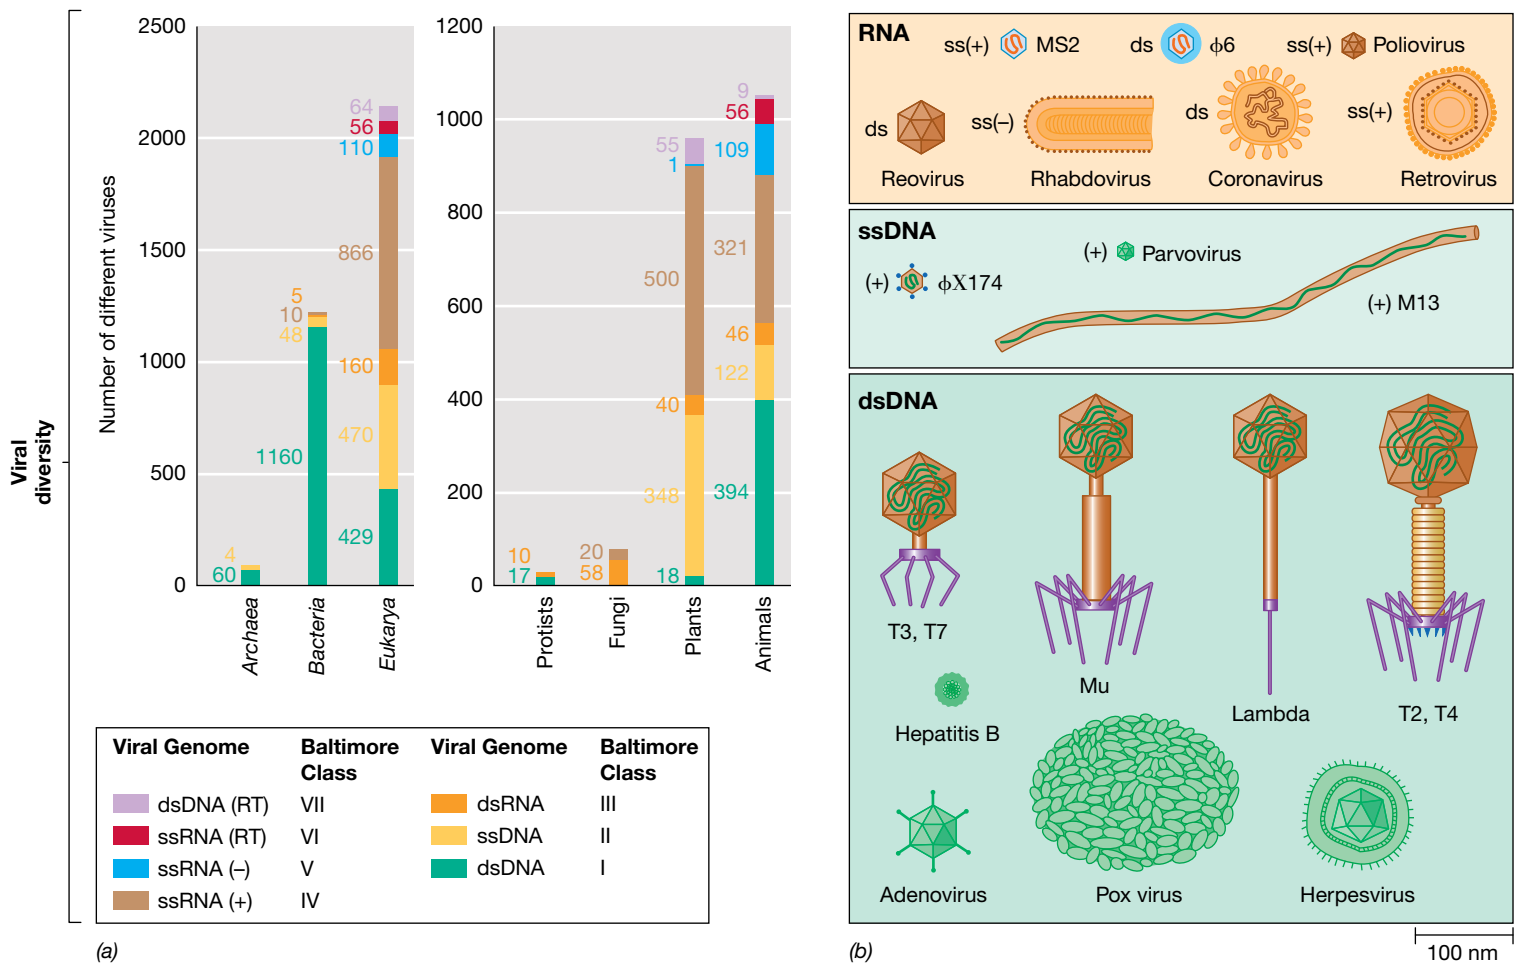 Viral
diversity
Number of different viruses
2500
2000
1500
1000
500
0
4
60
5
10
48
1160
64
56
110
866
160
470
429
Archaea
Bacteria
Eukarya
1200
1000
800
600
400
200
0
10
17
20
58
55
1
500
40
348
18
9
56
109
321
46
122
394
Protists
Fungi
Plants
Animals
Viral Genome Baltimore Class
dsDNA (RT) VII
ssRNA (RT) VI
ssRNA (–) V
ssRNA (+) IV
Viral Genome Baltimore Class
dsRNA III
ssDNA II
dsDNA I
(a)
RNA
ss(+) MS2 ds ϕ6 ss(+) Poliovirus
ds ss(–) ds ss(+)
Reovirus Rhabdovirus Coronavirus Retrovirus
ssDNA
(+) Parvovirus
(+) ϕX174
(+) M13
dsDNA
T3, T7
Mu
Lambda
T2, T4
Hepatitis B
Adenovirus Pox virus Herpesvirus
(b)
100 nm